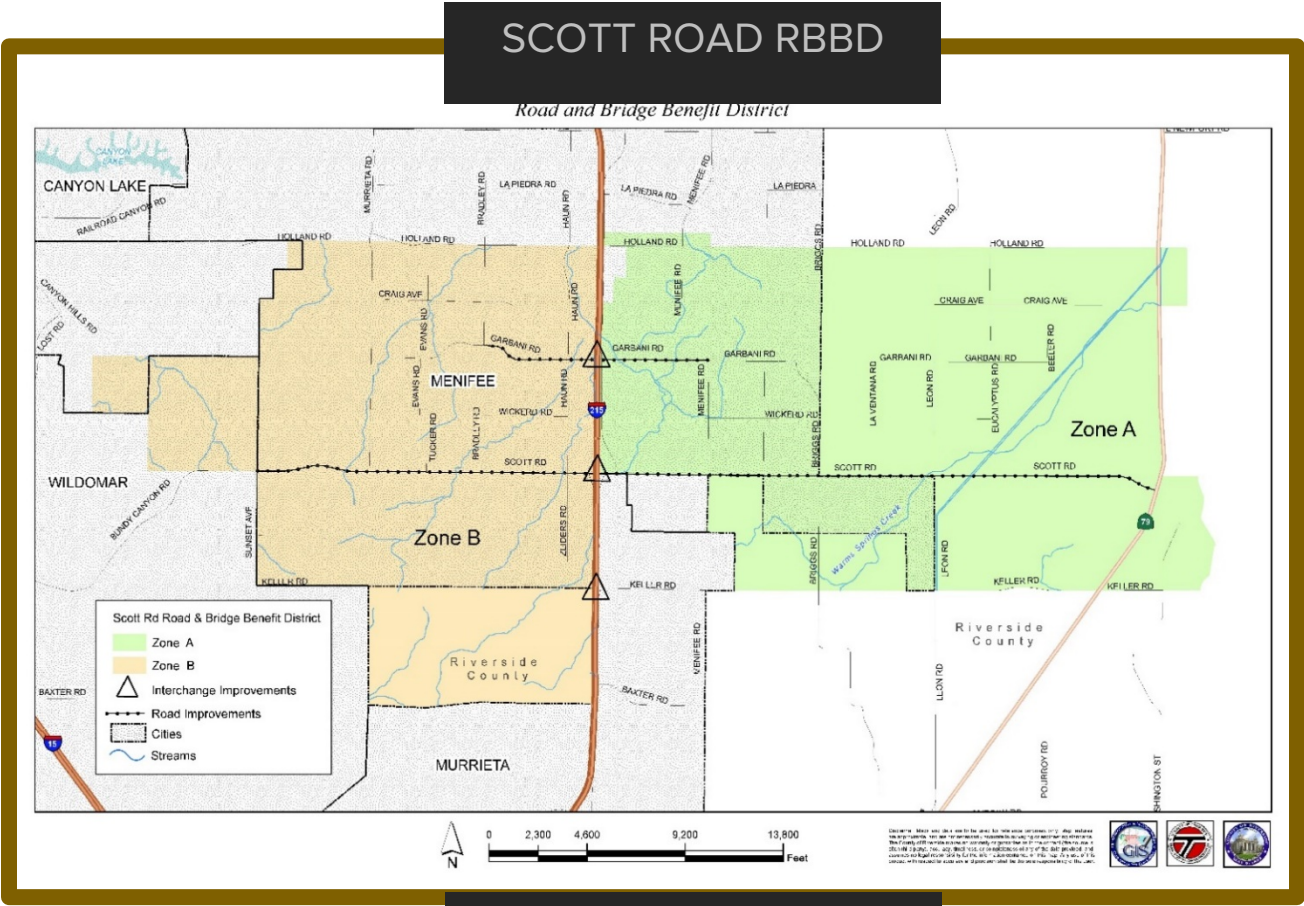 SCOTT ROAD RBBD
Road and Bridge Benefit District
CANYON LAKE
CANYON LAKE
RAILROAD CANYON RD
MURRIETA RD
BRADLEY RD
LA PIEDRA RD
HAUN RD
LA PIEDRA RD
MENIFEE RD
LA PIEDRA
LEON RD
HOLLAND RD
HOLLAND RD
HOLLAND RD
BRIGGS RD
HOLLAND RD
HOLLAND RD
CANYON HILLS RD
LOST RD
CRAIG AVE
EVANS RD
HAUN RD
MENIFEE RD
CRAIG AVE
CRAIG AVE
GARBANI RD
GARBANI RD
GARBANI RD
GARBANI RD
BEELER RD
MENIFEE
EVANS RD
HAUN RD
MENIFEE RD
LA VENTANA RD
LEON RD
EUCALYPTUS RD
WICKERD RD
215
WICKERD RD
TUCKER RD
BRADLEY RD
BRIGGS RD
Zone A
SCOTT RD
SCOTT RD
SCOTT RD
WILDOMAR
BUNDY CANYON RD
SUNSET AVE
Zone B
ZEIDERS RD
BRIGGS RD
Warm Springs Creek
LEON RD
79
KELLER RD
KELLER RD
KELLER RD
KELLER RD
Scott Rd Road & Bridge Benefit District
Zone A
Zone B
Interchange Improvements
Road Improvements
Cities
Streams
Riverside
County
MENIFEE RD
Riverside
County
BAXTER RD
BAXTER RD
LEON RD
15
MURRIETA
POURROY RD
SHINGTON ST
N
0 2,300 4,600 9,200 13,800
Feet
GIS